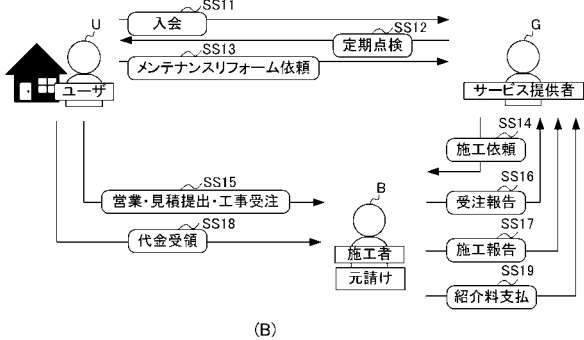 SS11
U
入会
SS12
G
定期点検
SS13
メンテナンスリフォーム依頼
ユーザ
サービス提供者
SS14
施工依頼
SS15
B
SS16
営業・見積提出・工事受注
受注報告
SS18
SS17
代金受領
施工者
施工報告
元請け
SS19
紹介料支払
(B)